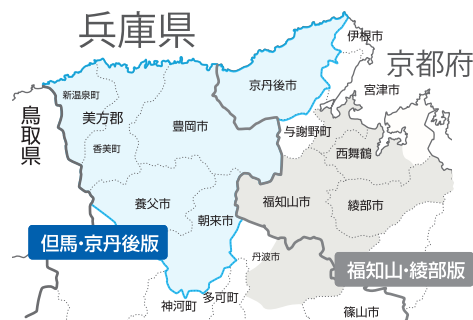 兵庫県
伊根市
京都府
京丹後市
宮津市
新温泉町
美方郡
鳥取県
豊岡市
与謝野町
香美町
西舞鶴
養父市
福知山市
綾部市
朝来市
但馬・京丹後版
丹波市
福知山・綾部版
神河町
多可町
篠山市